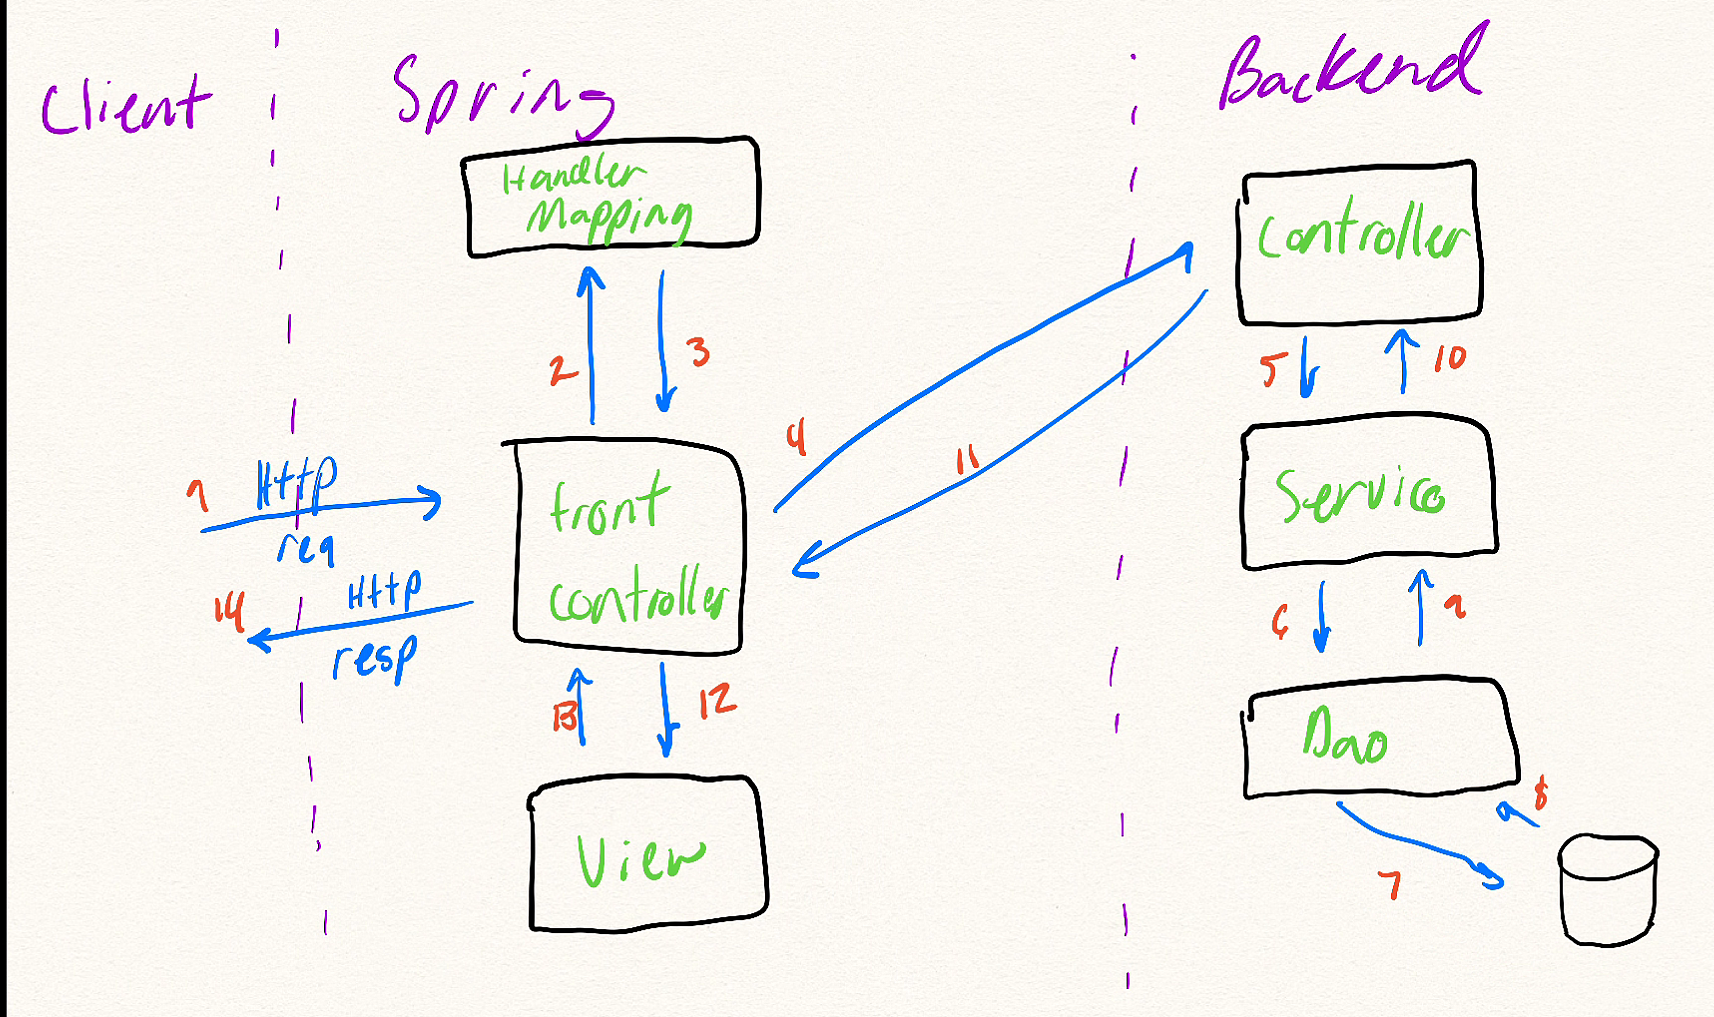 Client
Spring
Backend
Handler
Mapping
Controller
2
3
5
10
4
11
1
Http
req
front
controller
Service
14
Http
resp
6
9
13
12
Dao
8
7
View